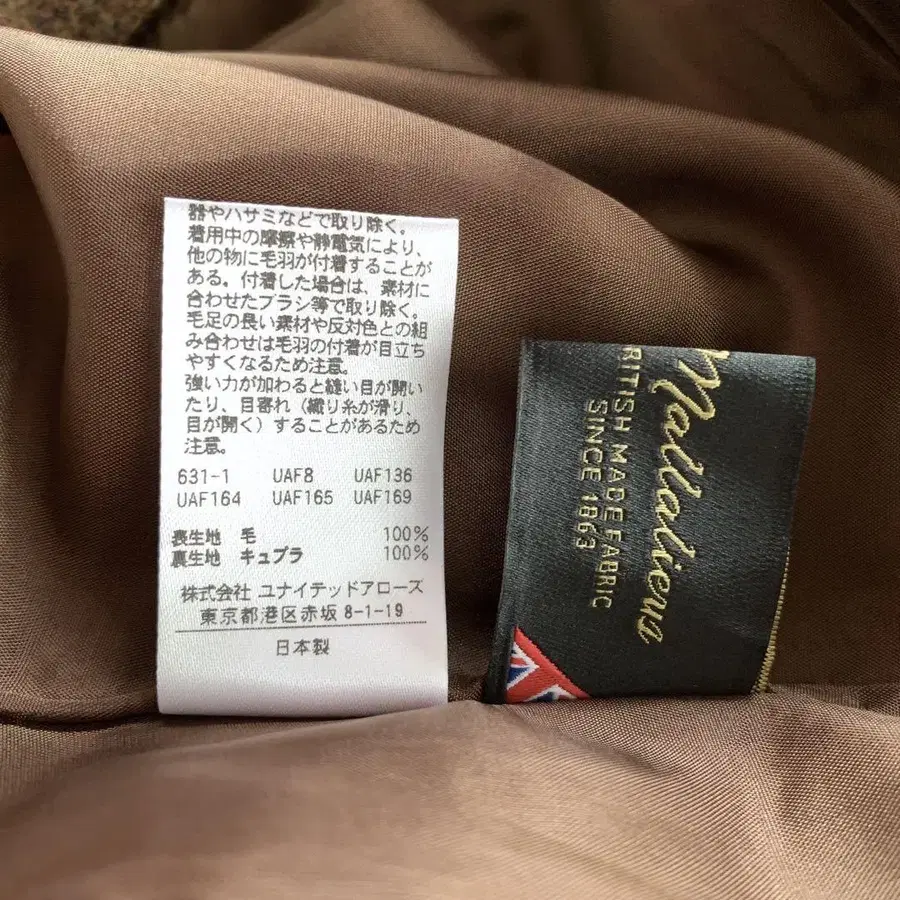 器やハサミなどで取り除く。
着用中の摩擦や静電気により、
他の物に毛羽が付着することが
ある。付着した場合は、素材に
合わせたブラシ等で取り除く。
毛足の長い素材や反対色との組
み合わせは毛羽の付着が目立ち
やすくなるため注意。
強い力が加わると縫い目が開い
たり、目寄れ(織り糸が滑り、
目が開く)することがあるため
注意。
631-1 UAF8 UAF136
UAF164 UAF165 UAF169
表生地 毛 100%
裏生地 キュプラ 100%
株式会社 ユナイテッドアローズ
東京都港区赤坂 8-1-19
日本製
Mallalieus
BRITISH MADE FABRIC
SINCE 1863